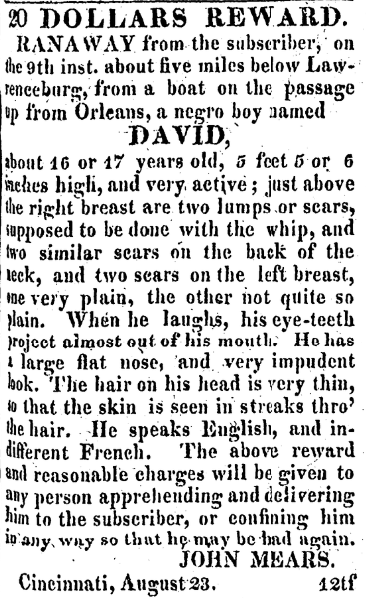 20 DOLLARS REWARD.
RANAWAY from the subscriber, on
the 9th inst. about five miles below Law-
renceburg, from a boat on the passage
up from Orleans, a negro boy named
DAVID,
about 16 or 17 years old, 5 feet 5 or 6
inches high, and very active; just above
the right breast are two lumps or scars,
supposed to be done with the whip, and
two similar scars on the back of the
neck, and two scars on the left breast,
one very plain, the other not quite so
plain. When he laughs, his eye-teeth
project almost out of his mouth. He has
a large flat nose, and very impudent
look. The hair on his head is very thin,
so that the skin is seen in streaks thro'
the hair. He speaks English, and in-
different French. The above reward
and reasonable charges will be given to
any person apprehending and delivering
him to the subscriber, or confining him
in any way so that he may be had again.
JOHN MEARS.
Cincinnati, August 23. 12tf